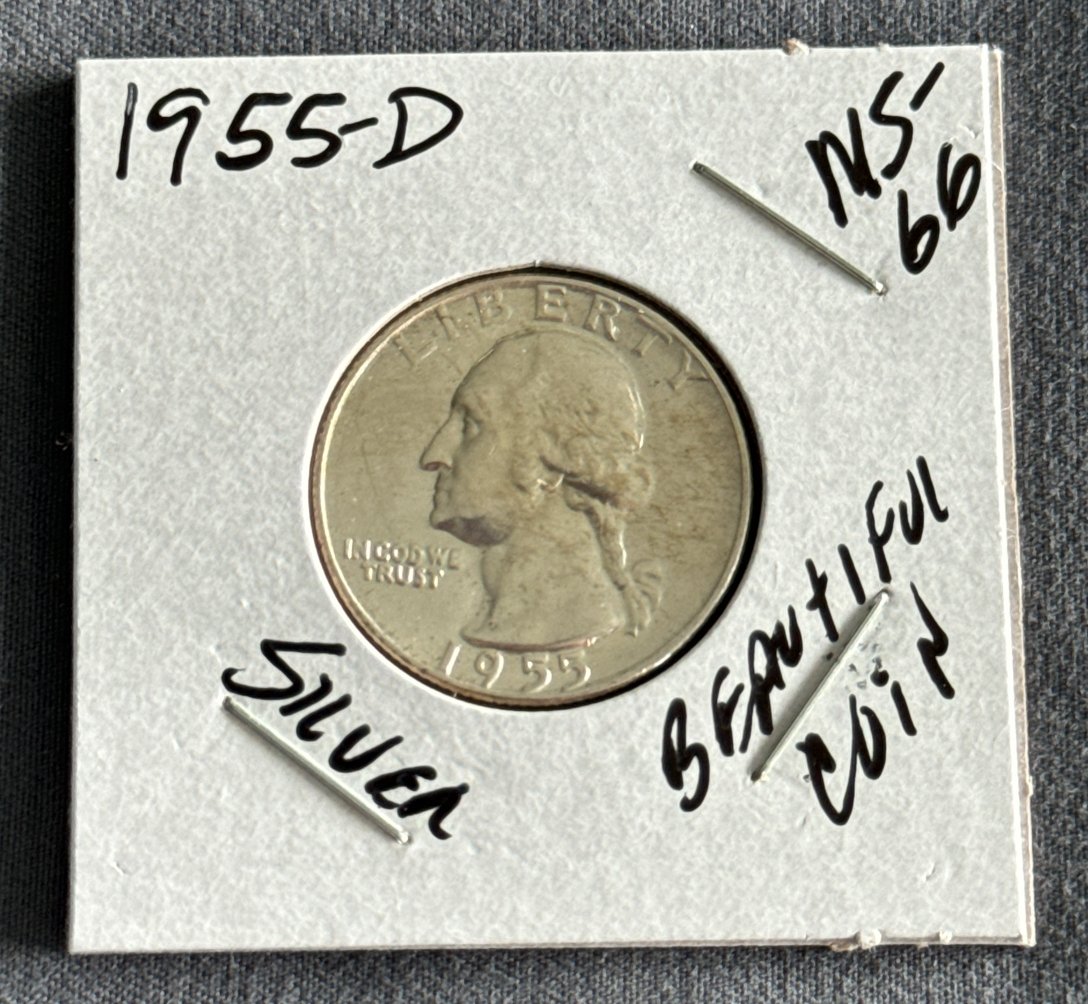 1955-D
MS-
66
LIBERTY
IN GOD WE
TRUST
1955
SILVER
BEAUTIFUL
COIN